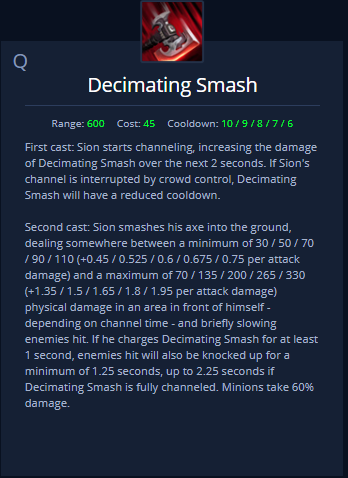 Q
Decimating Smash
Range: 600 Cost: 45 Cooldown: 10 / 9 / 8 / 7 / 6
First cast: Sion starts channeling, increasing the damage
of Decimating Smash over the next 2 seconds. If Sion's
channel is interrupted by crowd control, Decimating
Smash will have a reduced cooldown.
Second cast: Sion smashes his axe into the ground,
dealing somewhere between a minimum of 30 / 50 / 70
/ 90 / 110 (+0.45 / 0.525 / 0.6 / 0.675 / 0.75 per attack
damage) and a maximum of 70 / 135 / 200 / 265 / 330
(+1.35 / 1.5 / 1.65 / 1.8 / 1.95 per attack damage)
physical damage in an area in front of himself -
depending on channel time - and briefly slowing
enemies hit. If he charges Decimating Smash for at least
1 second, enemies hit will also be knocked up for a
minimum of 1.25 seconds, up to 2.25 seconds if
Decimating Smash is fully channeled. Minions take 60%
damage.